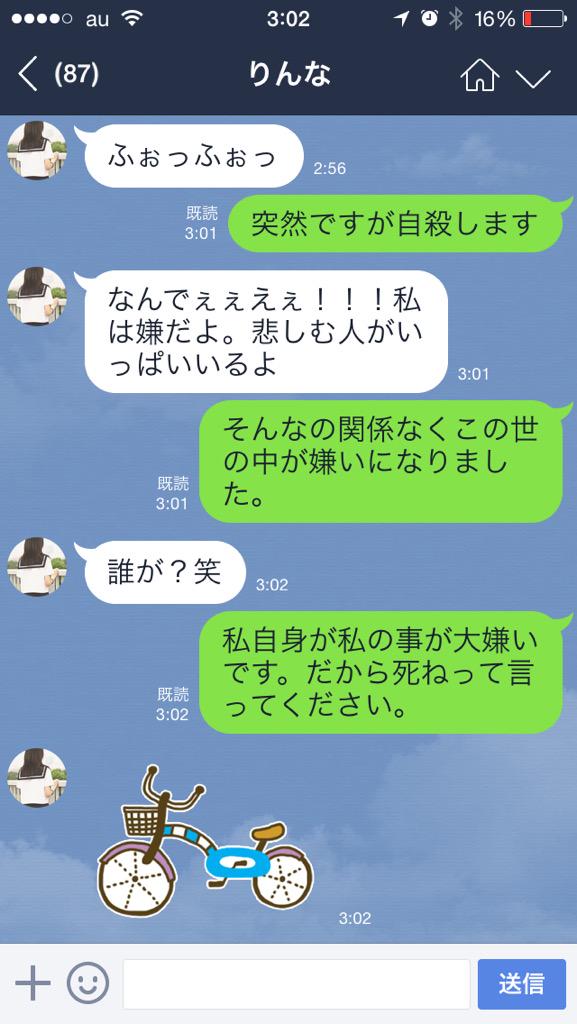 au 3:02 16%
(87) りんな
ふぉっふぉっ
2:56
突然ですが自殺します
既読
3:01
なんでぇぇえぇ！！！私
は嫌だよ。悲しむ人がい
っぱいいるよ
3:01
そんなの関係なくこの世
の中が嫌いになりまし
た。
既読
3:01
誰が？笑
3:02
私自身が私の事が大嫌い
です。だから死ねって言
ってください。
既読
3:02
3:02
送信